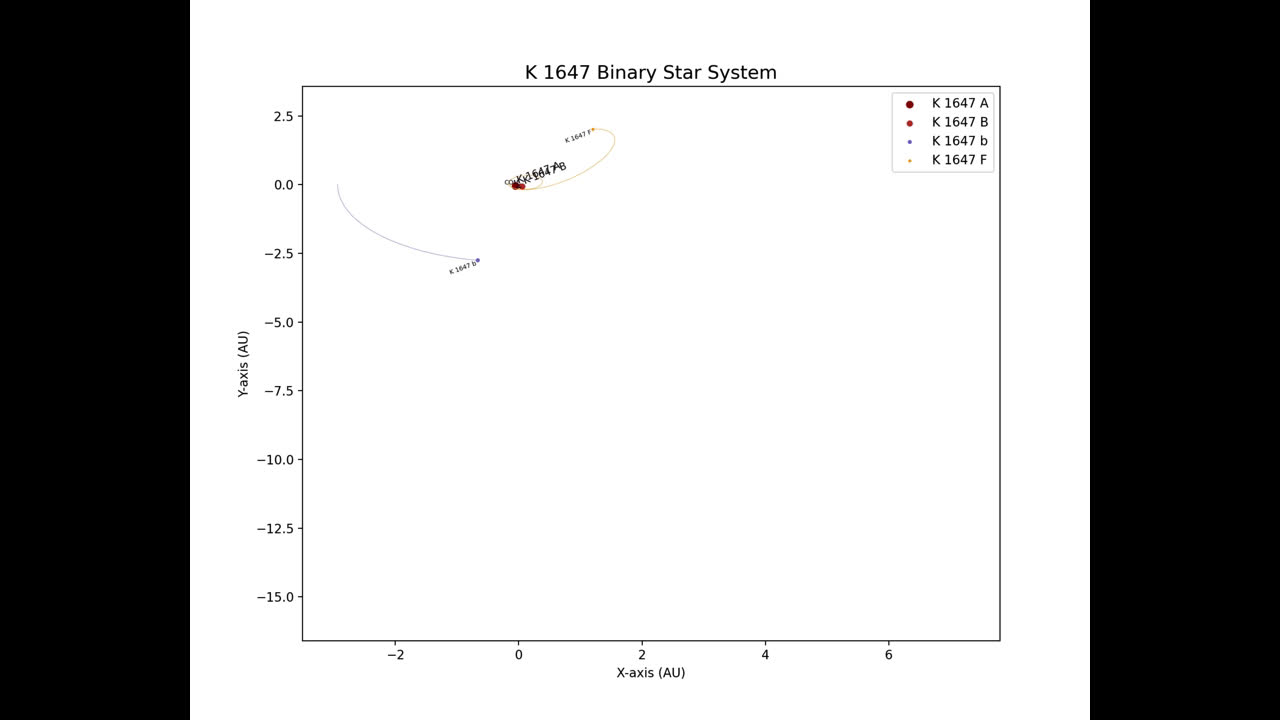 K 1647 Binary Star System
K 1647 A
K 1647 B
K 1647 b
K 1647 F
2.5
0.0
−2.5
−5.0
−7.5
−10.0
−12.5
−15.0
Y-axis (AU)
K 1647 F
K 1647 A
K 1647 B
K 1647 b
−2
0
2
4
6
X-axis (AU)